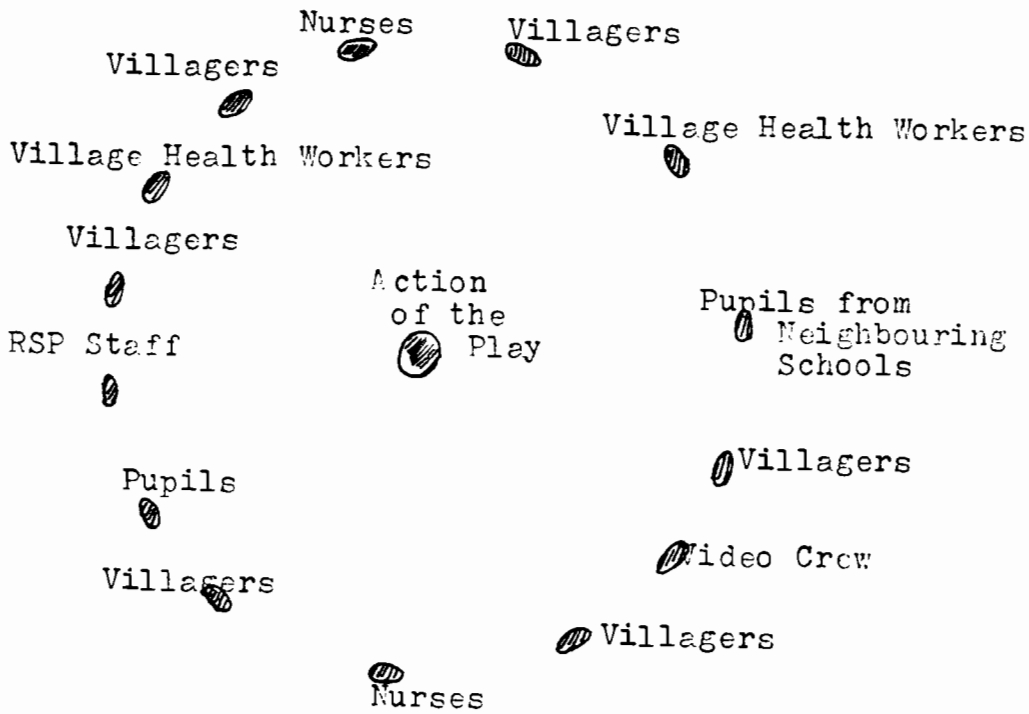 Nurses
Villagers
Villagers
Village Health Workers
Village Health Workers
Villagers
Action
of the
Play
Pupils from
Neighbouring
Schools
RSP Staff
Villagers
Pupils
Video Crew
Villagers
Villagers
Nurses